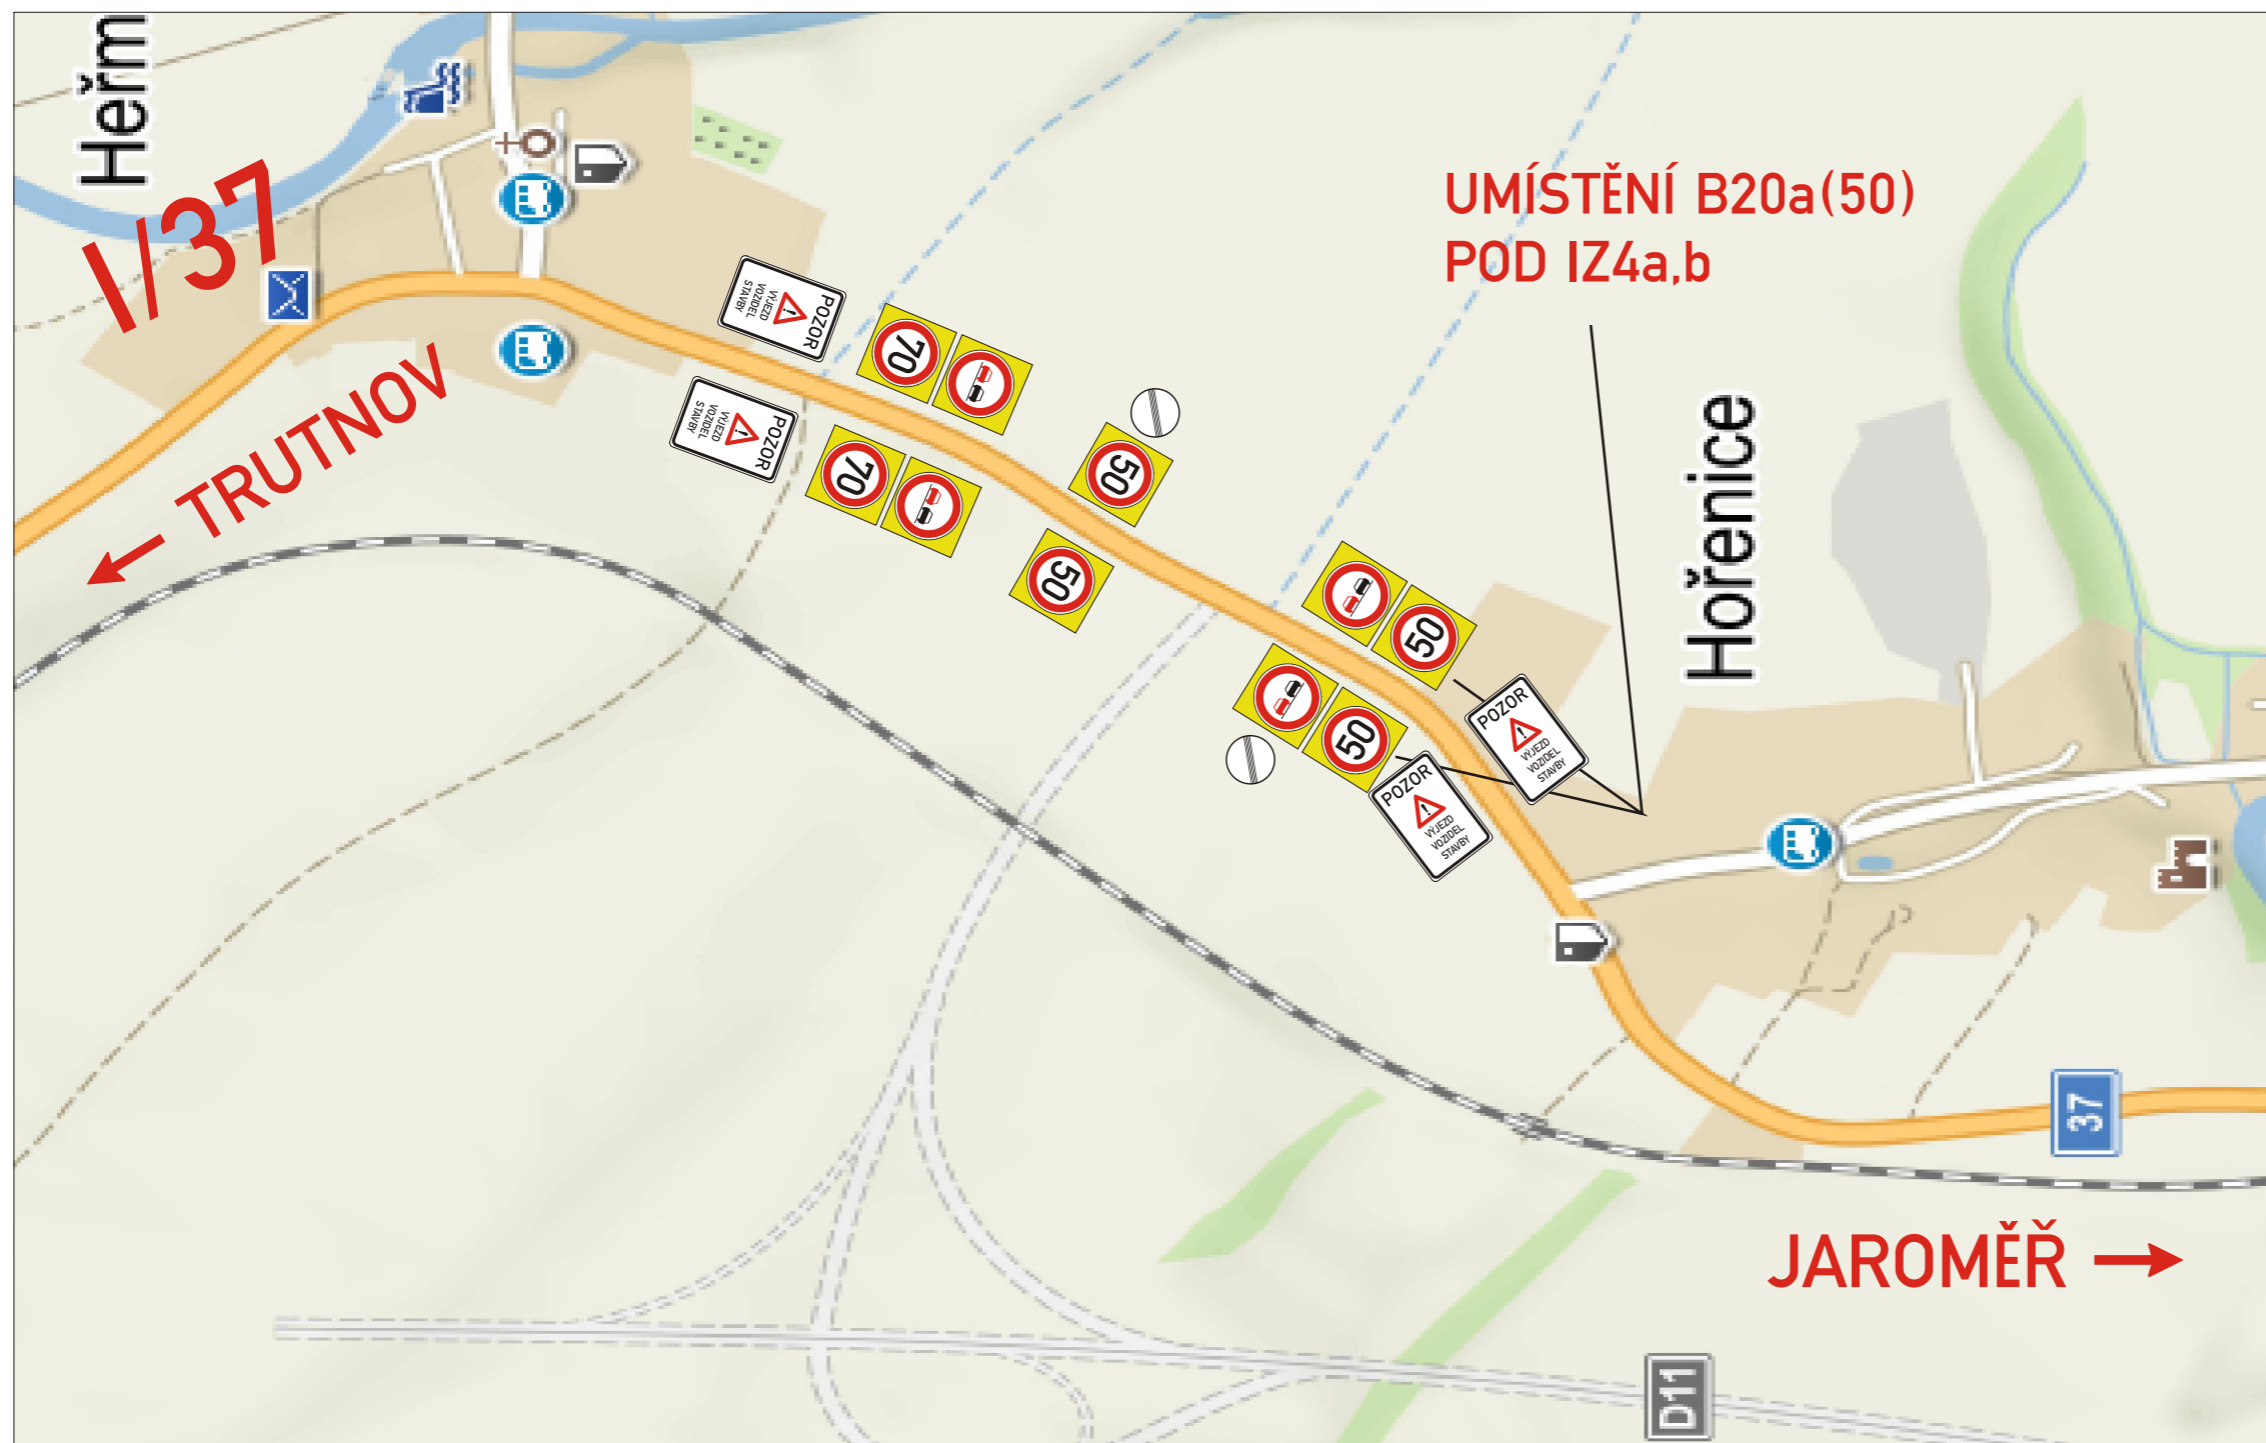 Heřm
I/37
← TRUTNOV
UMÍSTĚNÍ B20a(50)
POD IZ4a,b
POZOR
VÝJEZD
VOZIDEL
STAVBY
70
POZOR
VÝJEZD
VOZIDEL
STAVBY
70
50
50
50
50
POZOR
VÝJEZD
VOZIDEL
STAVBY
POZOR
VÝJEZD
VOZIDEL
STAVBY
Hořenice
37
JAROMĚŘ →
D11